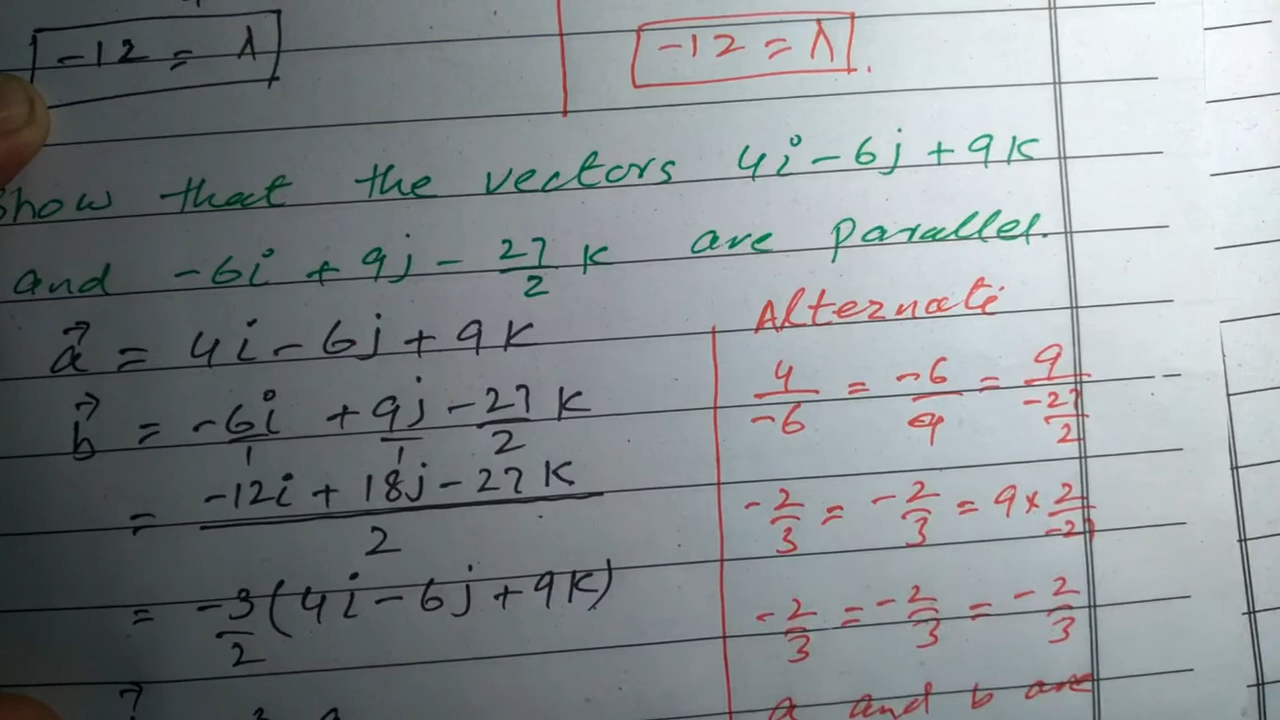 -12 = λ
-12 = λ.
Show that the vectors 4i - 6j + 9k
and -6i + 9j - 27/2 k are parallel.
a⃗ = 4i - 6j + 9k
b⃗ = -6i/1 + 9j/1 - 27/2 k
= (-12i + 18j - 27k)/2
= -3/2 (4i - 6j + 9k)
Alternate
4/-6 = -6/9 = 9/(-27/2)
-2/3 = -2/3 = 9 × 2/-27
-2/3 = -2/3 = -2/3
a and b are